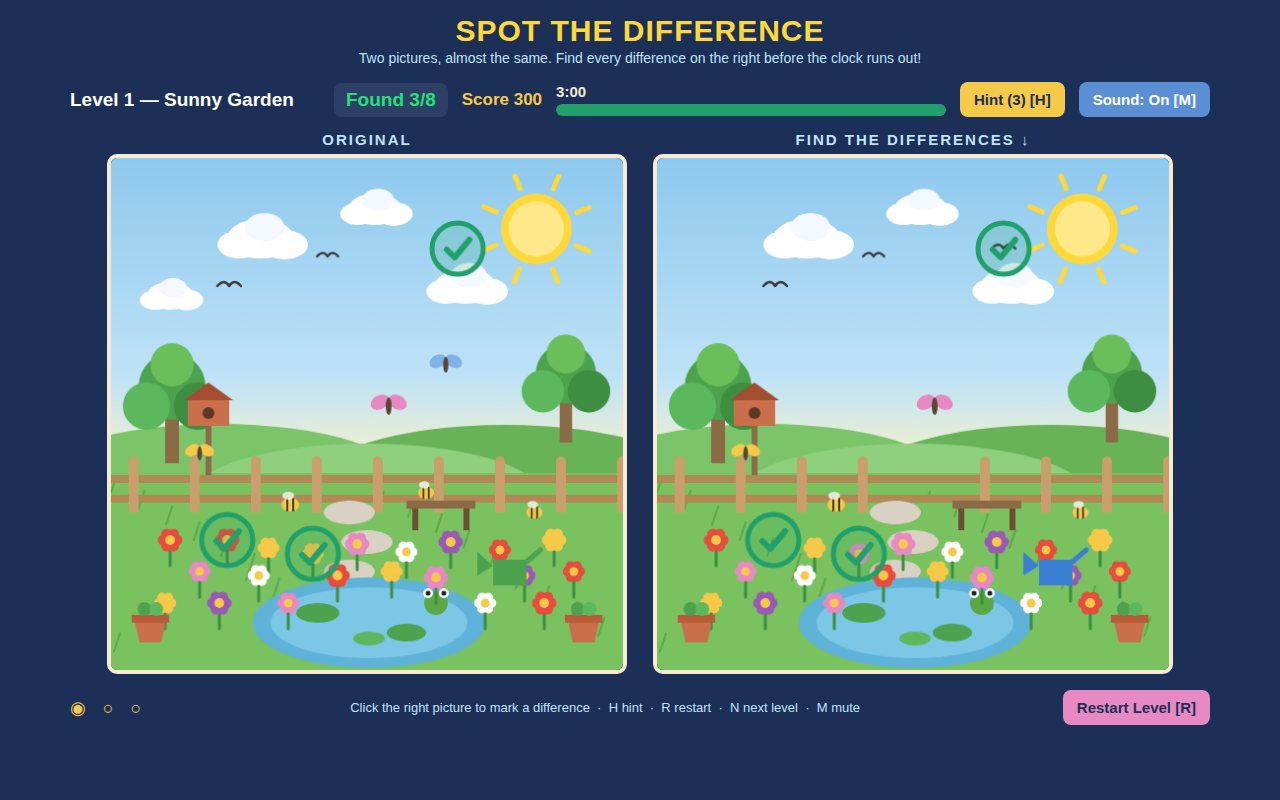 SPOT THE DIFFERENCE
Two pictures, almost the same. Find every difference on the right before the clock runs out!
Level 1 — Sunny Garden
Found 3/8
Score 300
3:00
Hint (3) [H]
Sound: On [M]
ORIGINAL
FIND THE DIFFERENCES ↓
Click the right picture to mark a difference · H hint · R restart · N next level · M mute
Restart Level [R]